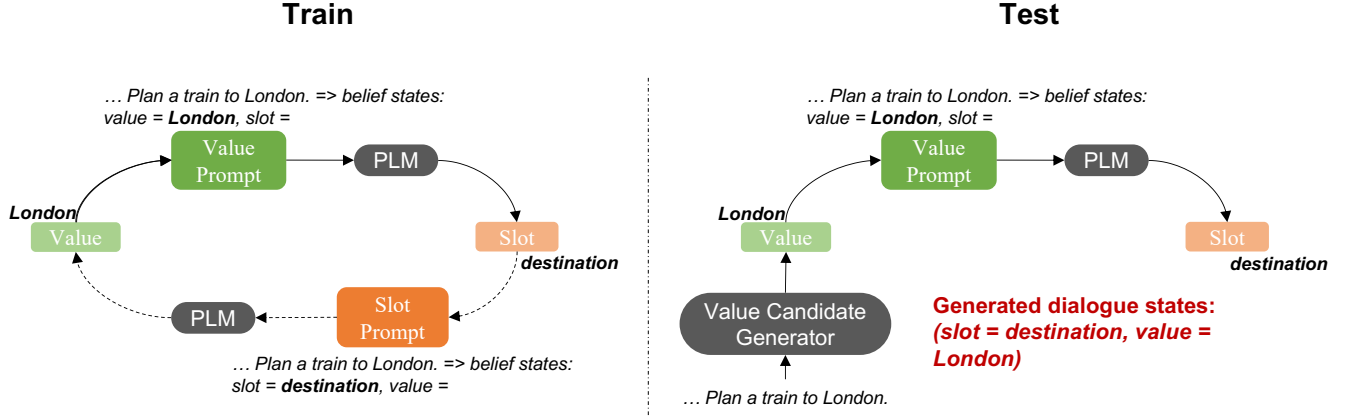 Train
… Plan a train to London. => belief states:
value = London, slot =
Value
Prompt
PLM
London
Value
Slot
destination
PLM
Slot
Prompt
… Plan a train to London. => belief states:
slot = destination, value =
Test
… Plan a train to London. => belief states:
value = London, slot =
Value
Prompt
PLM
London
Value
Slot
destination
Value Candidate
Generator
… Plan a train to London.
Generated dialogue states:
(slot = destination, value =
London)